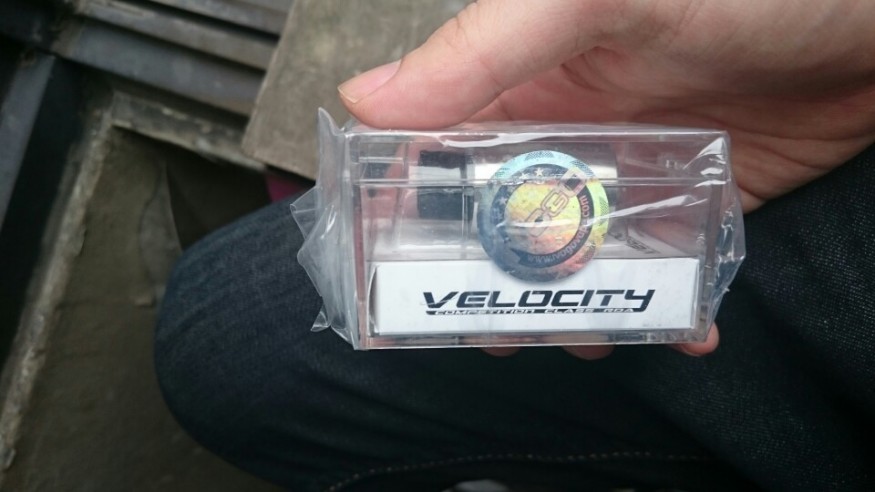 VELOCITY
COMPETITION CLASS RDA